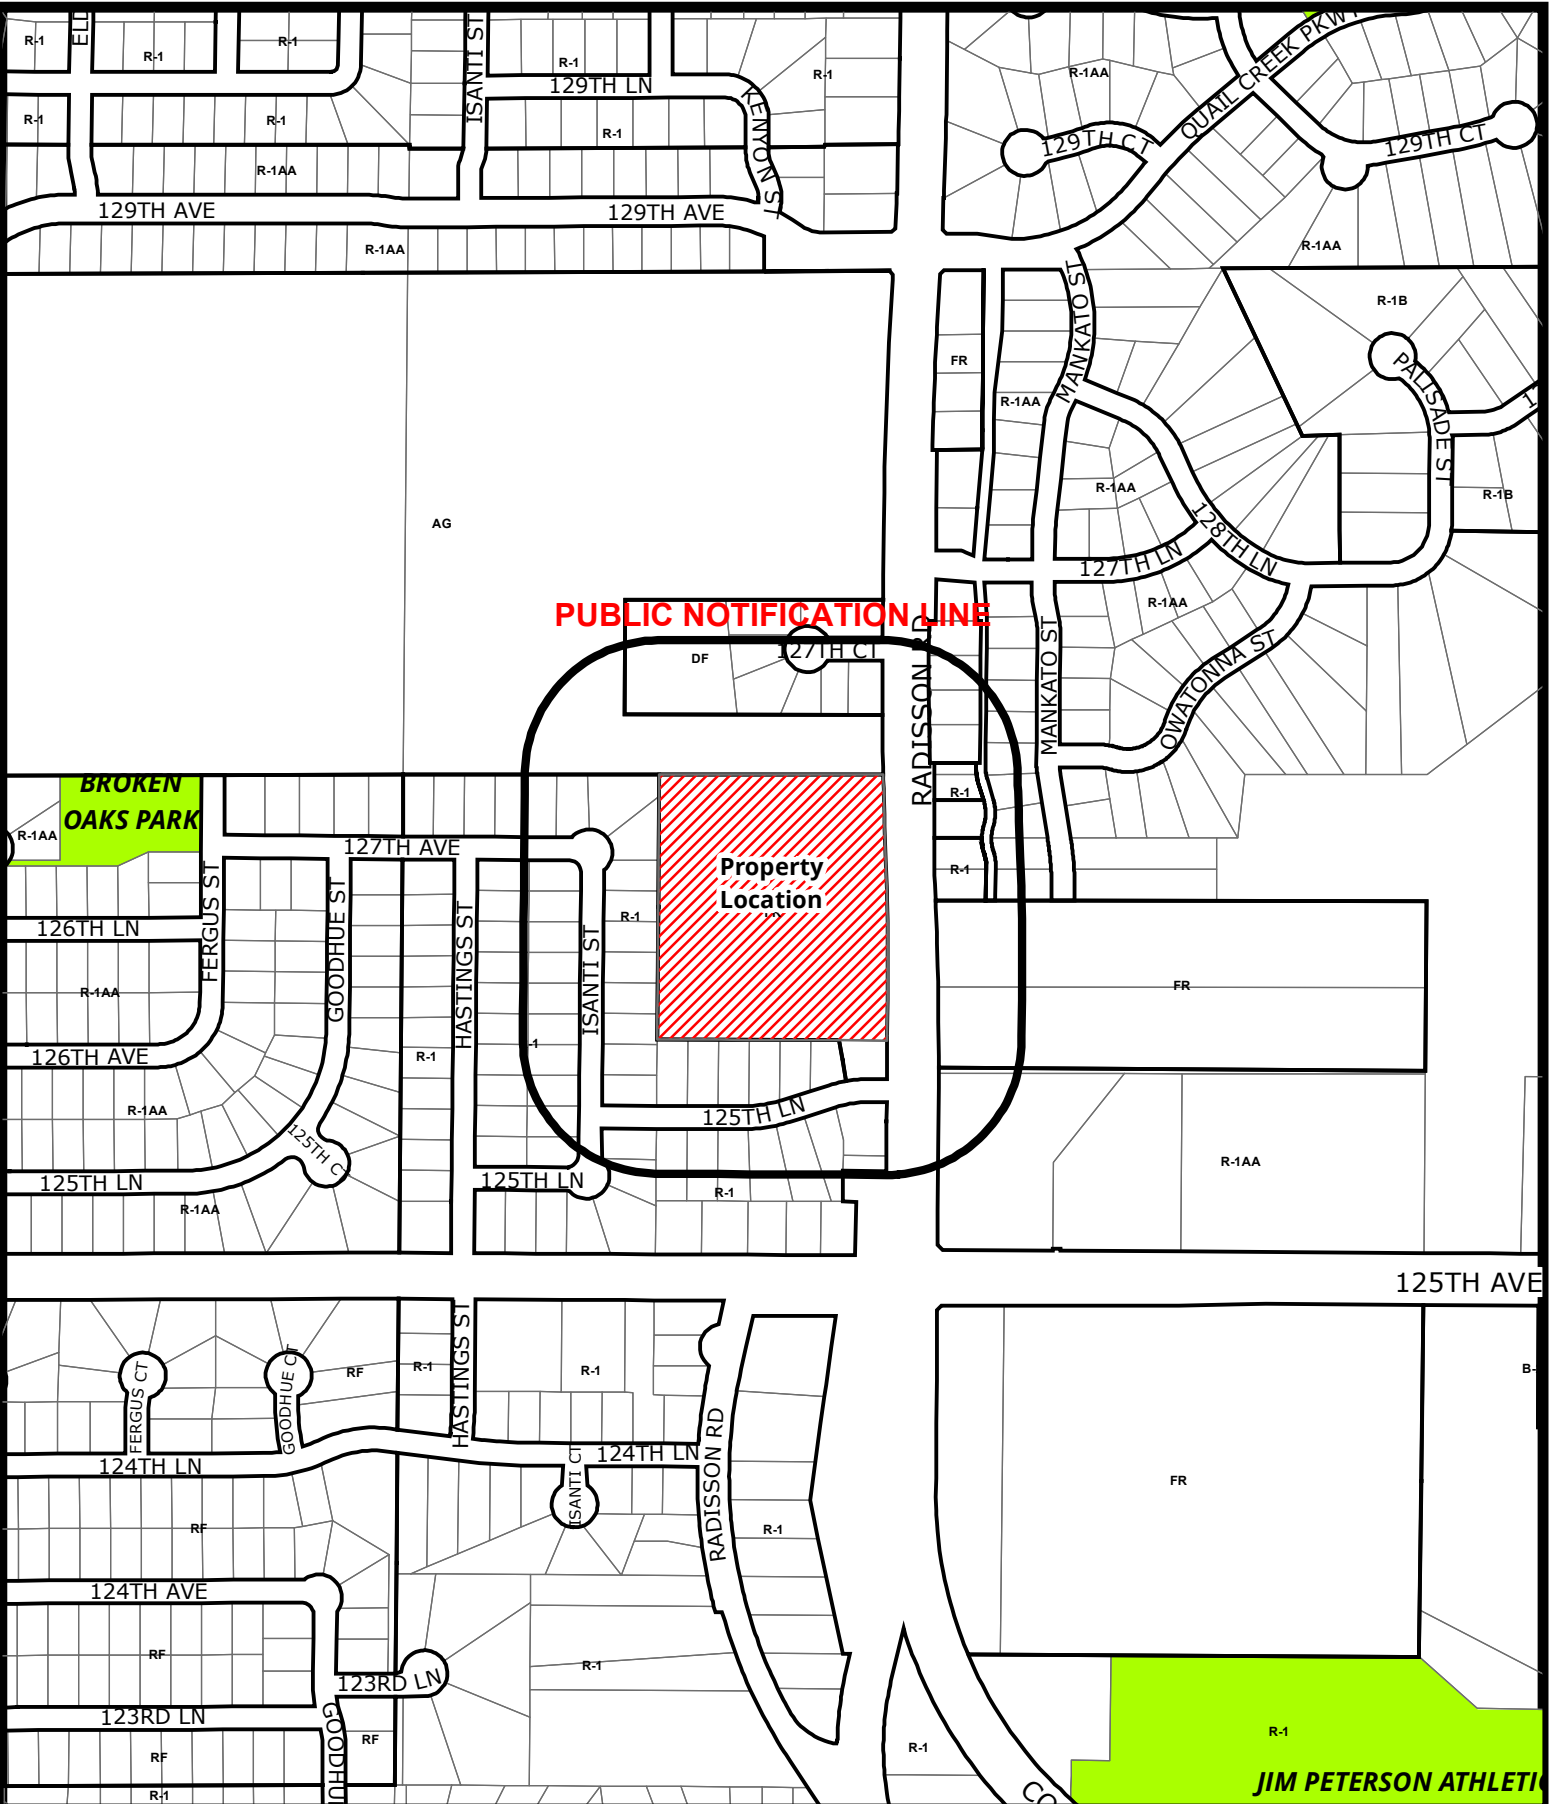 R-1
ELD
R-1
R-1
ISANTI ST
R-1
129TH LN
R-1
R-1AA
QUAIL CREEK PKWY
R-1
R-1
R-1
KENYON ST
129TH CT
129TH CT
R-1AA
129TH AVE
129TH AVE
R-1AA
R-1AA
MANKATO ST
R-1B
FR
R-1AA
PALISADE ST
1
R-1AA
R-1B
AG
128TH LN
127TH LN
R-1AA
PUBLIC NOTIFICATION LINE
127TH CT
DF
RADISSON RD
MANKATO ST
OWATONNA ST
BROKEN
OAKS PARK
R-1AA
R-1
127TH AVE
Property
Location
R-1
FERGUS ST
GOODHUE ST
HASTINGS ST
ISANTI ST
R-1
126TH LN
R-1AA
FR
126TH AVE
R-1
-1
R-1AA
125TH LN
125TH C
125TH LN
125TH LN
R-1AA
R-1
R-1AA
125TH AVE
HASTINGS ST
FERGUS CT
GOODHUE CT
RF
R-1
R-1
B-
124TH LN
124TH LN
ISANTI CT
RADISSON RD
FR
RF
R-1
124TH AVE
RF
R-1
123RD LN
123RD LN
GOODHU
RF
RF
R-1
R-1
R-1
CO
JIM PETERSON ATHLETI